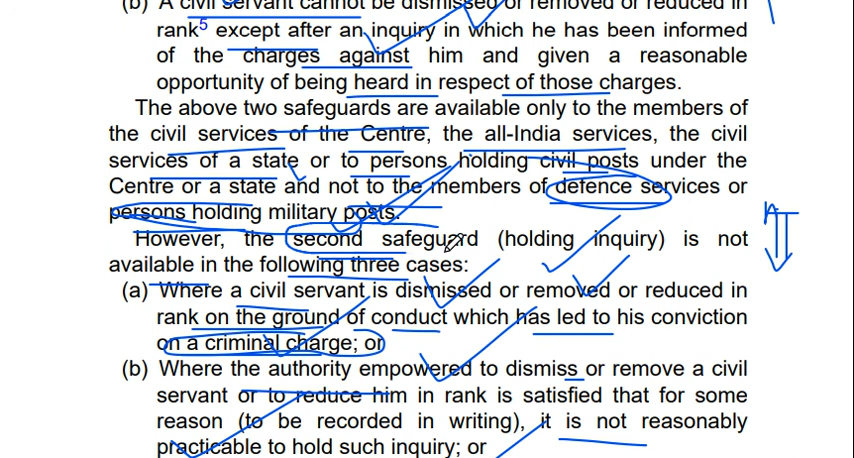 (b) A civil servant cannot be dismissed or removed or reduced in
rank5 except after an inquiry in which he has been informed
of the charges against him and given a reasonable
opportunity of being heard in respect of those charges.
The above two safeguards are available only to the members of
the civil services of the Centre, the all-India services, the civil
services of a state or to persons holding civil posts under the
Centre or a state and not to the members of defence services or
persons holding military posts.
However, the second safeguard (holding inquiry) is not
available in the following three cases:
(a) Where a civil servant is dismissed or removed or reduced in
rank on the ground of conduct which has led to his conviction
on a criminal charge; or
(b) Where the authority empowered to dismiss or remove a civil
servant or to reduce him in rank is satisfied that for some
reason (to be recorded in writing), it is not reasonably
practicable to hold such inquiry; or